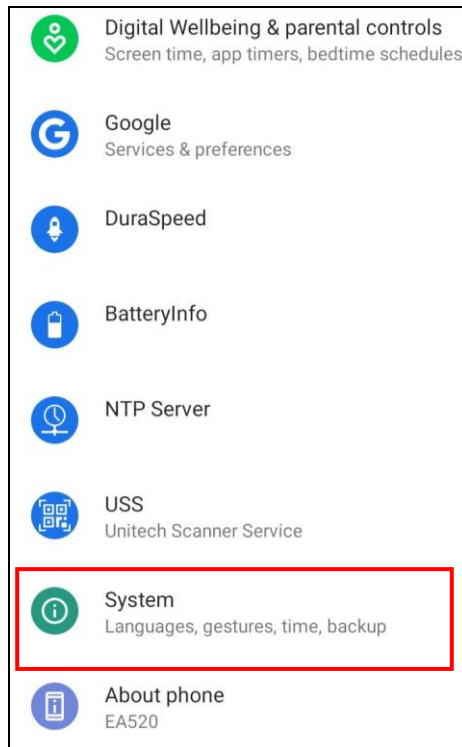 Digital Wellbeing & parental controls
Screen time, app timers, bedtime schedules
Google
Services & preferences
DuraSpeed
BatteryInfo
NTP Server
USS
Unitech Scanner Service
System
Languages, gestures, time, backup
About phone
EA520